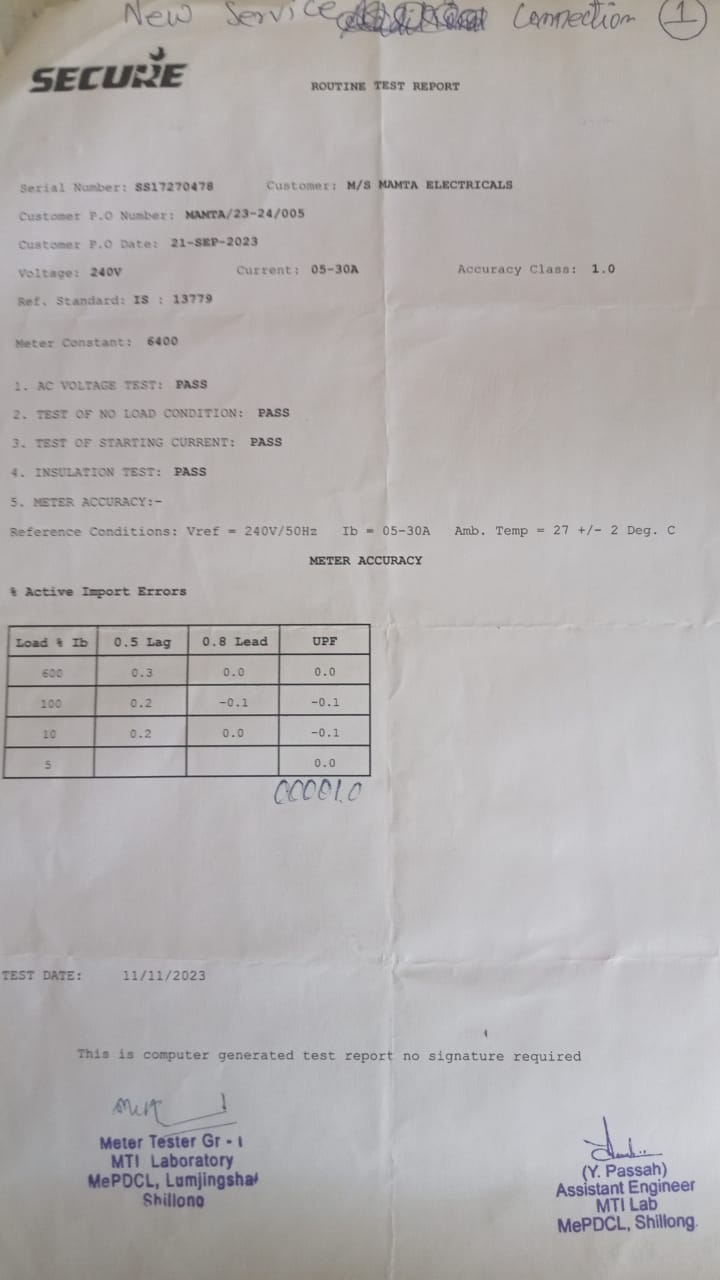 New Service Connection 1
SECURE
ROUTINE TEST REPORT
Serial Number: SS17270478 Customer: M/S MAMTA ELECTRICALS
Customer P.O Number: MAMTA/23-24/005
Customer P.O Date: 21-SEP-2023
Voltage: 240V Current: 05-30A Accuracy Class: 1.0
Ref. Standard: IS : 13779
Meter Constant: 6400
1. AC VOLTAGE TEST: PASS
2. TEST OF NO LOAD CONDITION: PASS
3. TEST OF STARTING CURRENT: PASS
4. INSULATION TEST: PASS
5. METER ACCURACY:-
Reference Conditions: Vref = 240V/50Hz Ib = 05-30A Amb. Temp = 27 +/- 2 Deg. C
METER ACCURACY
% Active Import Errors
Load % Ib 0.5 Lag 0.8 Lead UPF
600 0.3 0.0 0.0
100 0.2 -0.1 -0.1
10 0.2 0.0 -0.1
5 0.0
00001.0
TEST DATE: 11/11/2023
This is computer generated test report no signature required
Meter Tester Gr - I
MTI Laboratory
MePDCL, Lumjingshai
Shillong
(Y. Passah)
Assistant Engineer
MTI Lab
MePDCL, Shillong.